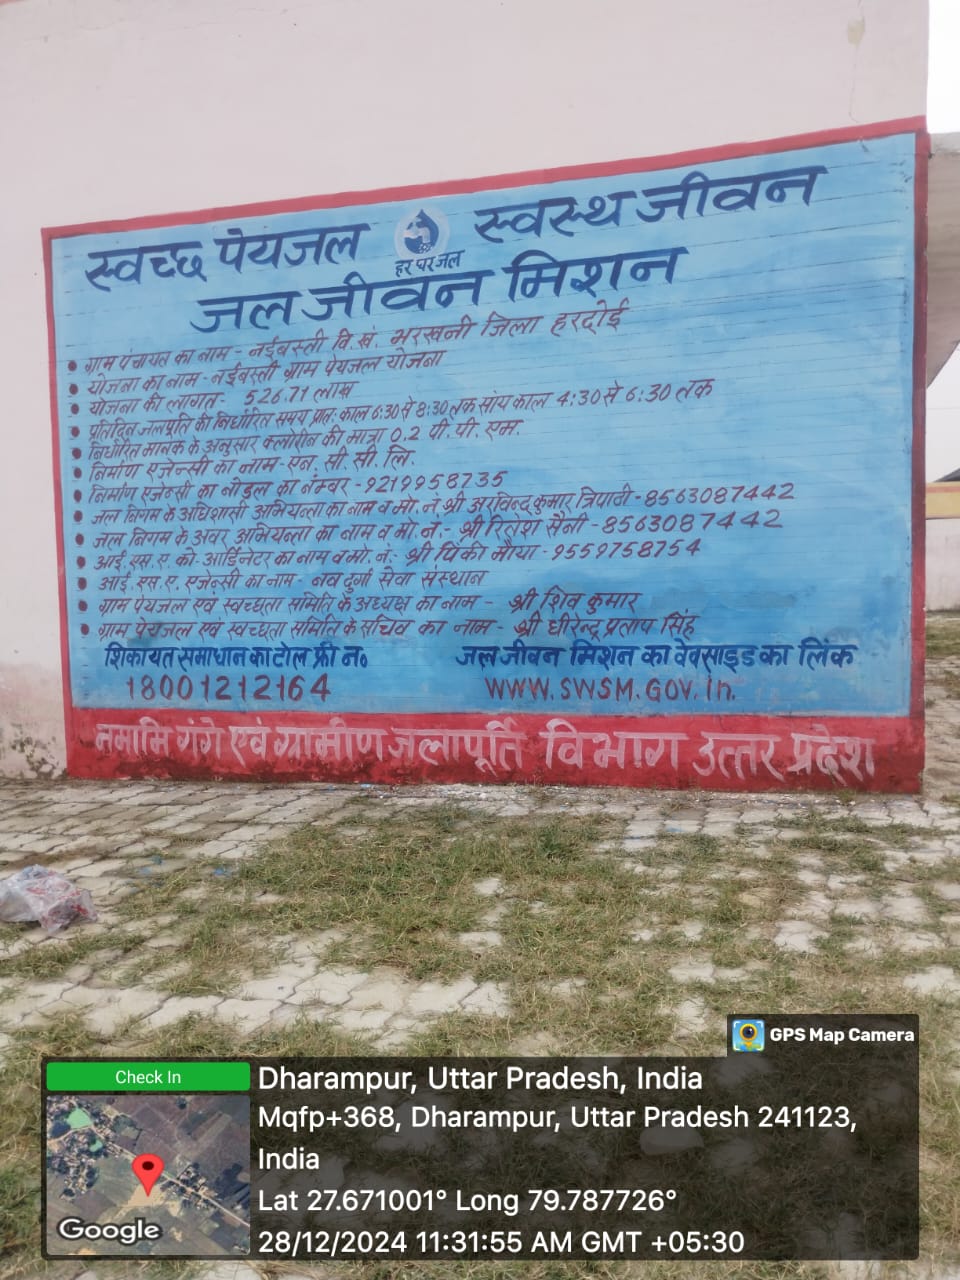 स्वच्छ पेयजल स्वस्थ जीवन
हर घर जल
जल जीवन मिशन
ग्राम पंचायत का नाम - नईबस्ती वि.खं. भरखनी जिला हरदोई
योजना का नाम - नईबस्ती ग्राम पेयजल योजना
योजना की लागत- 526.71 लाख
प्रतिदिन जलपूर्ति की निर्धारित समय प्रात: काल 6:30 से 8:30 तक सांय काल 4:30 से 6:30 तक
निर्धारित मानक के अनुसार क्लोरीन की मात्रा 0.2 पी.पी.एम.
निर्माण एजेन्सी का नाम- एन. सी. सी. लि.
निर्माण एजेन्सी का नोडल का नंम्बर - 9219958735
जल निगम के अधिशासी अभियन्ता का नाम व मो. नं. श्री अरविन्द कुमार त्रिपाठी - 8563087442
जल निगम के अवर अभियन्ता का नाम व मो. नं.- श्री रितेश सैनी - 8563087442
आई. एस. ए. को- आर्डिनेटर का नाम व मो. नं.- श्री पिंकी मौया - 9559758754
आई. एस. ए. एजेन्सी का नाम- नव दुर्गा सेवा संस्थान
ग्राम पेयजल एवं स्वच्छता समिति के अध्यक्ष का नाम - श्री शिव कुमार
ग्राम पेयजल एवं स्वच्छता समिति के सचिव का नाम - श्री धीरेन्द्र प्रताप सिंह
शिकायत समाधान का टोल फ्री न० जल जीवन मिशन का वेबसाइड का लिंक
18001212164 WWW.SWSM.GOV.in.
नमामि गंगे एवं ग्रामीण जलापूर्ति विभाग उत्तर प्रदेश
GPS Map Camera
Check In
Dharampur, Uttar Pradesh, India
Mqfp+368, Dharampur, Uttar Pradesh 241123,
India
Lat 27.671001° Long 79.787726°
28/12/2024 11:31:55 AM GMT +05:30
Google